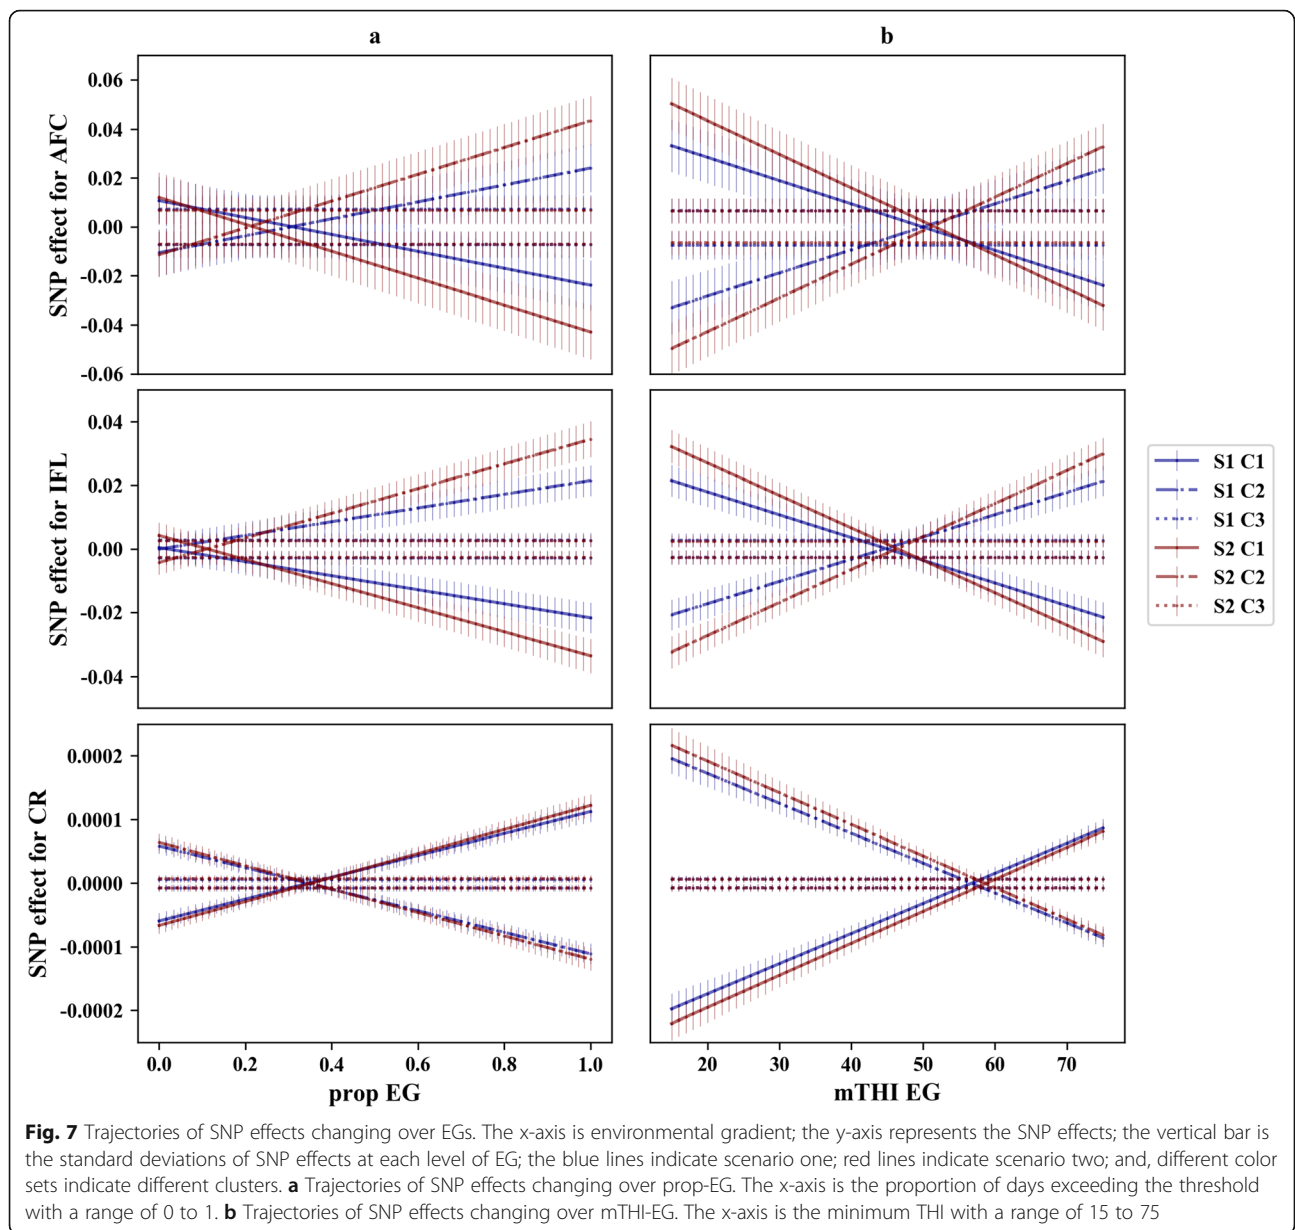 a
b
SNP effect for AFC
0.06
0.04
0.02
0.00
-0.02
-0.04
-0.06
SNP effect for IFL
0.04
0.02
0.00
-0.02
-0.04
SNP effect for CR
0.0002
0.0001
0.0000
-0.0001
-0.0002
0.0 0.2 0.4 0.6 0.8 1.0
prop EG
20 30 40 50 60 70
mTHI EG
S1 C1
S1 C2
S1 C3
S2 C1
S2 C2
S2 C3
Fig. 7 Trajectories of SNP effects changing over EGs. The x-axis is environmental gradient; the y-axis represents the SNP effects; the vertical bar is
the standard deviations of SNP effects at each level of EG; the blue lines indicate scenario one; red lines indicate scenario two; and, different color
sets indicate different clusters. a Trajectories of SNP effects changing over prop-EG. The x-axis is the proportion of days exceeding the threshold
with a range of 0 to 1. b Trajectories of SNP effects changing over mTHI-EG. The x-axis is the minimum THI with a range of 15 to 75